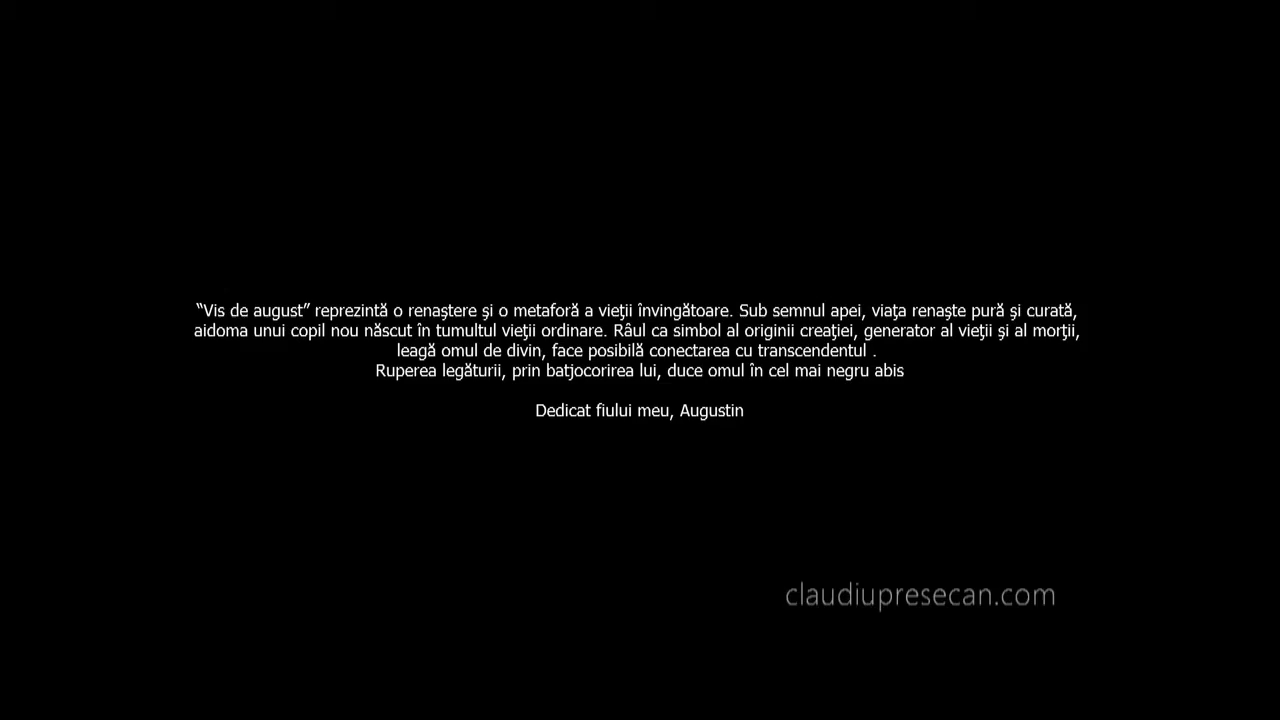 “Vis de august” reprezintă o renaştere şi o metaforă a vieţii învingătoare. Sub semnul apei, viaţa renaşte pură şi curată,
aidoma unui copil nou născut în tumultul vieţii ordinare. Râul ca simbol al originii creaţiei, generator al vieţii şi al morţii,
leagă omul de divin, face posibilă conectarea cu transcendentul .
Ruperea legăturii, prin batjocorirea lui, duce omul în cel mai negru abis
Dedicat fiului meu, Augustin
claudiupresecan.com